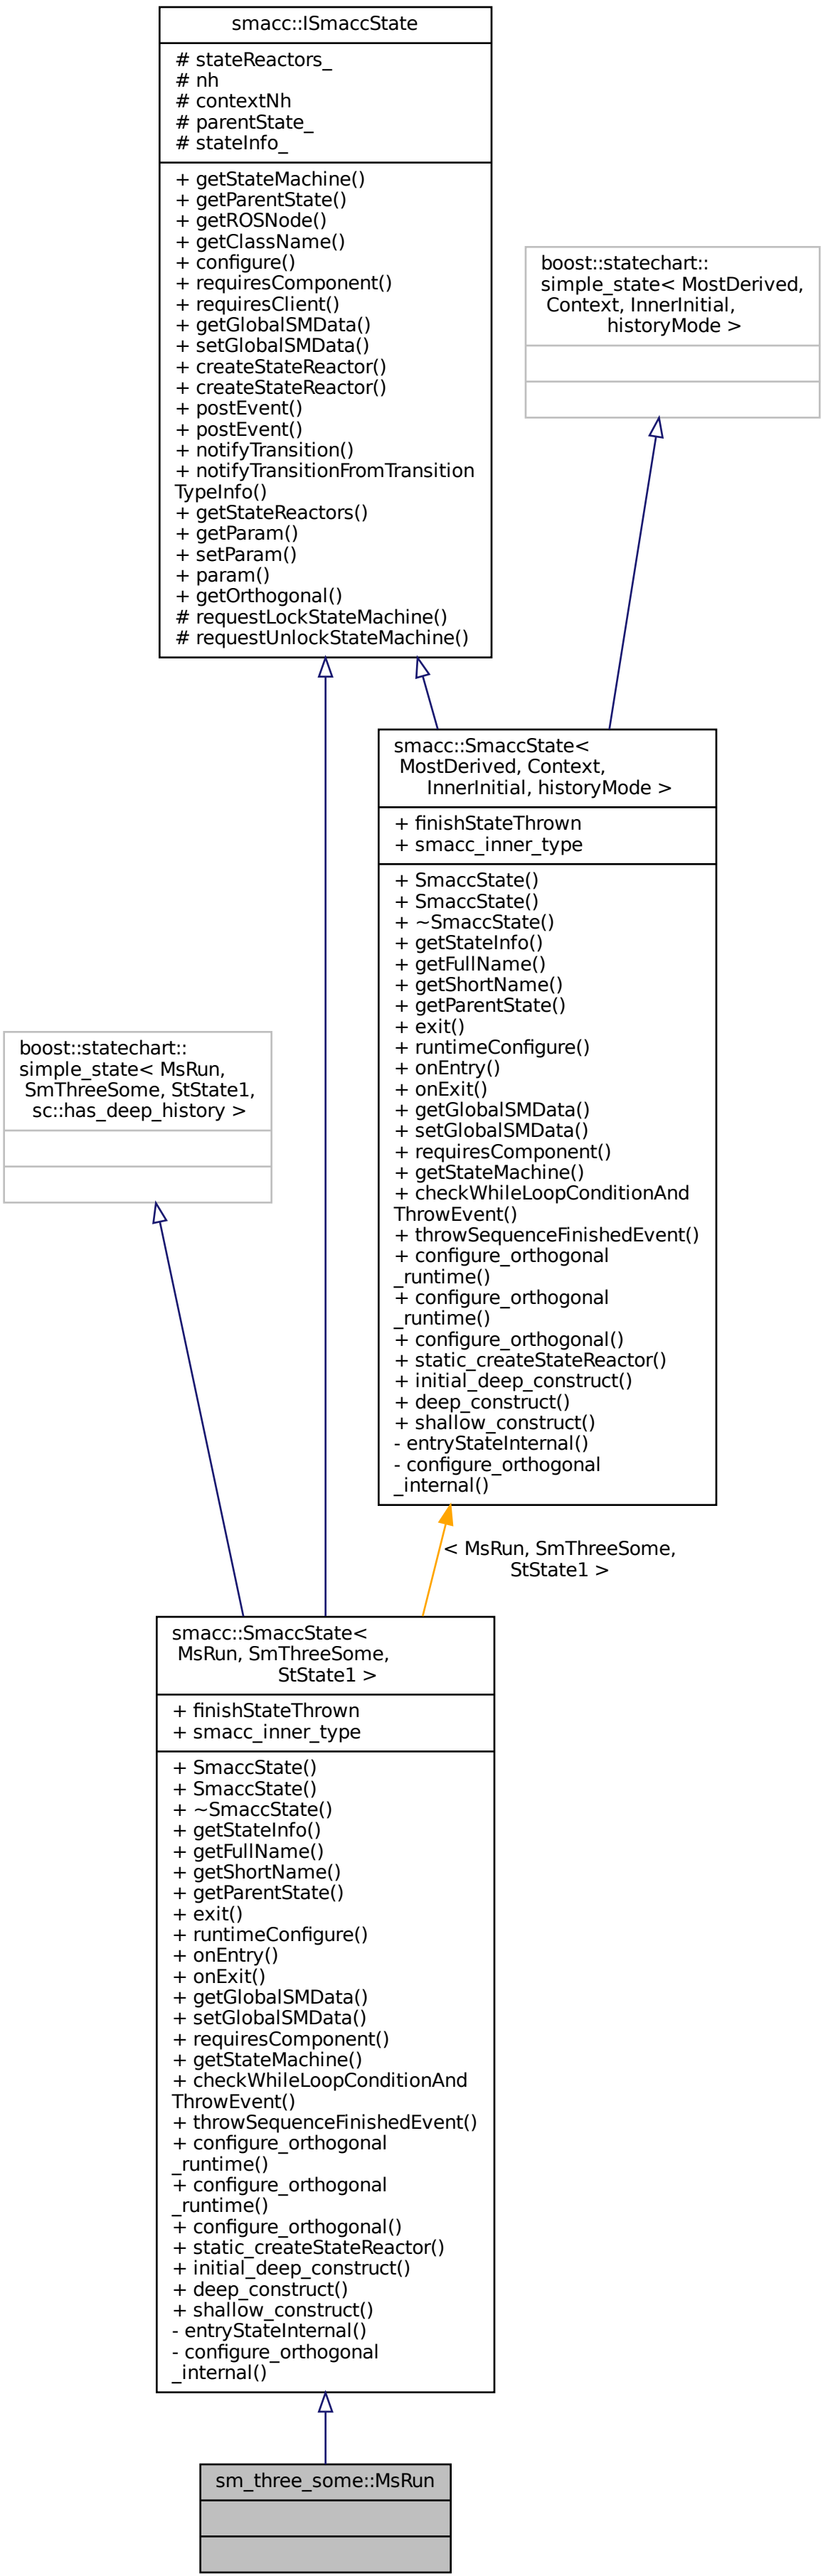 smacc::ISmaccState
# stateReactors_
# nh
# contextNh
# parentState_
# stateInfo_
+ getStateMachine()
+ getParentState()
+ getROSNode()
+ getClassName()
+ configure()
+ requiresComponent()
+ requiresClient()
+ getGlobalSMData()
+ setGlobalSMData()
+ createStateReactor()
+ createStateReactor()
+ postEvent()
+ postEvent()
+ notifyTransition()
+ notifyTransitionFromTransition
TypeInfo()
+ getStateReactors()
+ getParam()
+ setParam()
+ param()
+ getOrthogonal()
# requestLockStateMachine()
# requestUnlockStateMachine()
boost::statechart::
simple_state< MostDerived,
Context, InnerInitial,
historyMode >
smacc::SmaccState<
MostDerived, Context,
InnerInitial, historyMode >
+ finishStateThrown
+ smacc_inner_type
+ SmaccState()
+ SmaccState()
+ ~SmaccState()
+ getStateInfo()
+ getFullName()
+ getShortName()
+ getParentState()
+ exit()
+ runtimeConfigure()
+ onEntry()
+ onExit()
+ getGlobalSMData()
+ setGlobalSMData()
+ requiresComponent()
+ getStateMachine()
+ checkWhileLoopConditionAnd
ThrowEvent()
+ throwSequenceFinishedEvent()
+ configure_orthogonal
_runtime()
+ configure_orthogonal
_runtime()
+ configure_orthogonal()
+ static_createStateReactor()
+ initial_deep_construct()
+ deep_construct()
+ shallow_construct()
- entryStateInternal()
- configure_orthogonal
_internal()
boost::statechart::
simple_state< MsRun,
SmThreeSome, StState1,
sc::has_deep_history >
< MsRun, SmThreeSome,
StState1 >
smacc::SmaccState<
MsRun, SmThreeSome,
StState1 >
+ finishStateThrown
+ smacc_inner_type
+ SmaccState()
+ SmaccState()
+ ~SmaccState()
+ getStateInfo()
+ getFullName()
+ getShortName()
+ getParentState()
+ exit()
+ runtimeConfigure()
+ onEntry()
+ onExit()
+ getGlobalSMData()
+ setGlobalSMData()
+ requiresComponent()
+ getStateMachine()
+ checkWhileLoopConditionAnd
ThrowEvent()
+ throwSequenceFinishedEvent()
+ configure_orthogonal
_runtime()
+ configure_orthogonal
_runtime()
+ configure_orthogonal()
+ static_createStateReactor()
+ initial_deep_construct()
+ deep_construct()
+ shallow_construct()
- entryStateInternal()
- configure_orthogonal
_internal()
sm_three_some::MsRun